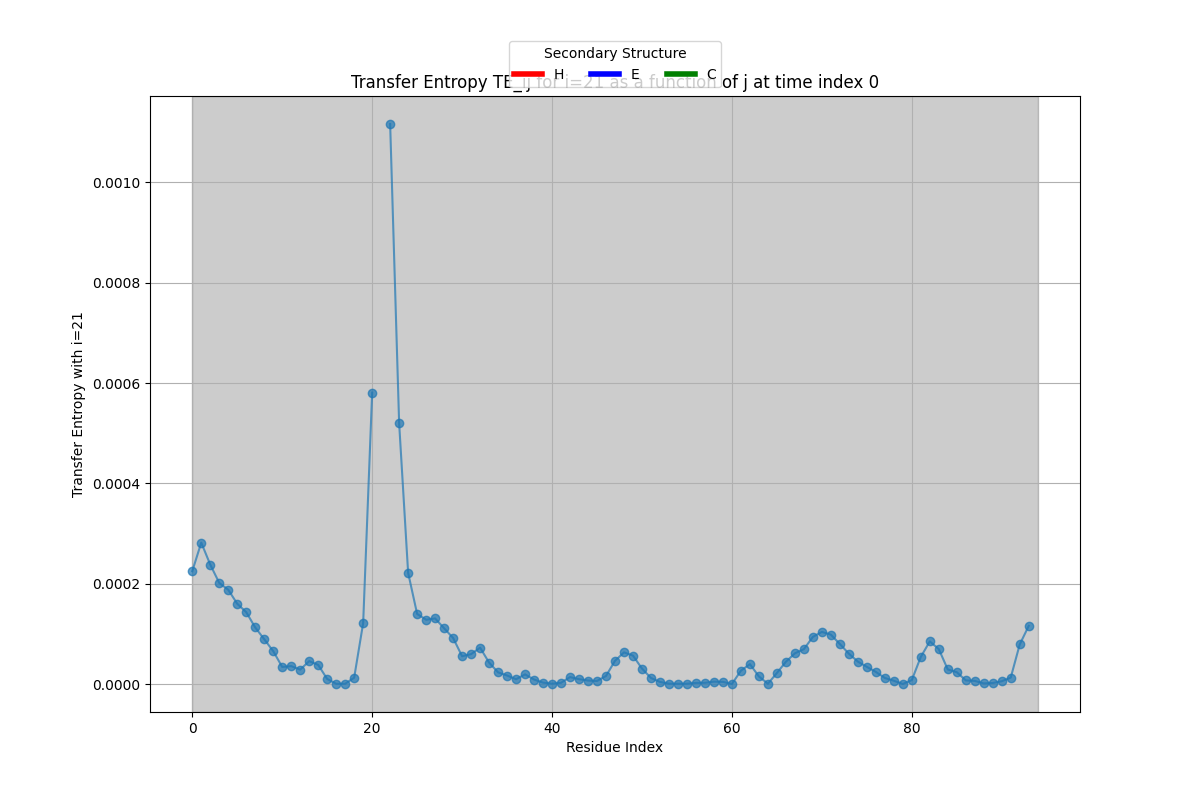 Secondary Structure
H E C
Transfer Entropy TE_ij for i=21 as a function of j at time index 0
Transfer Entropy with i=21
0.0010
0.0008
0.0006
0.0004
0.0002
0.0000
0 20 40 60 80
Residue Index